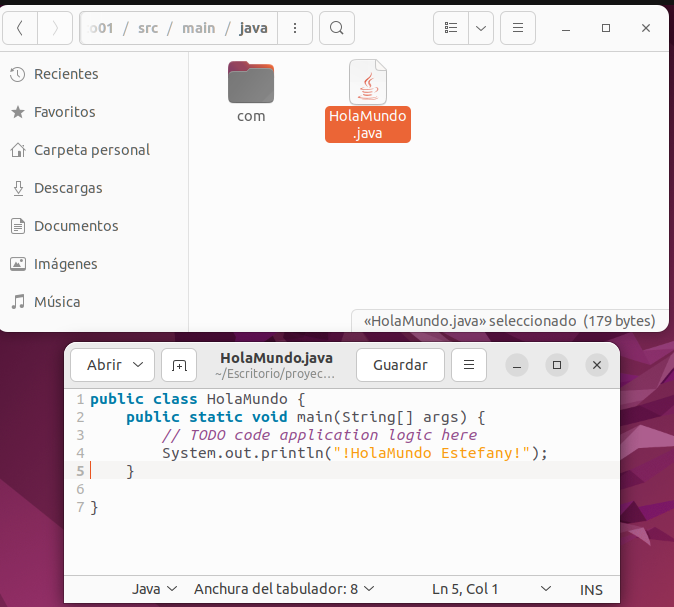 o01 / src / main / java
Recientes
Favoritos
Carpeta personal
Descargas
Documentos
Imágenes
Música
com
HolaMundo
.java
«HolaMundo.java» seleccionado (179 bytes)
Abrir
HolaMundo.java
~/Escritorio/proyec...
Guardar
1 public class HolaMundo {
2     public static void main(String[] args) {
3         // TODO code application logic here
4         System.out.println("!HolaMundo Estefany!");
5     }
6
7 }
Java
Anchura del tabulador: 8
Ln 5, Col 1
INS